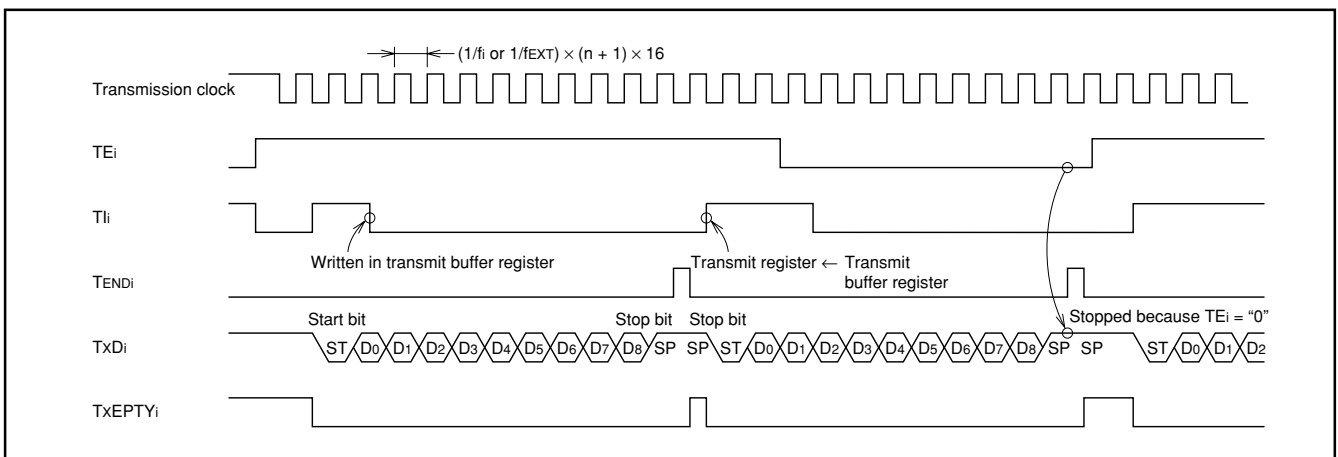 (1/fi or 1/fEXT) × (n + 1) × 16
Transmission clock
TEi
TIi
Written in transmit buffer register
Transmit register ← Transmit
buffer register
TENDi
Start bit
Stop bit
Stop bit
Stopped because TEi = “0”
TxDi
ST D0 D1 D2 D3 D4 D5 D6 D7 D8 SP SP ST D0 D1 D2 D3 D4 D5 D6 D7 D8 SP SP ST D0 D1 D2
TxEPTYi